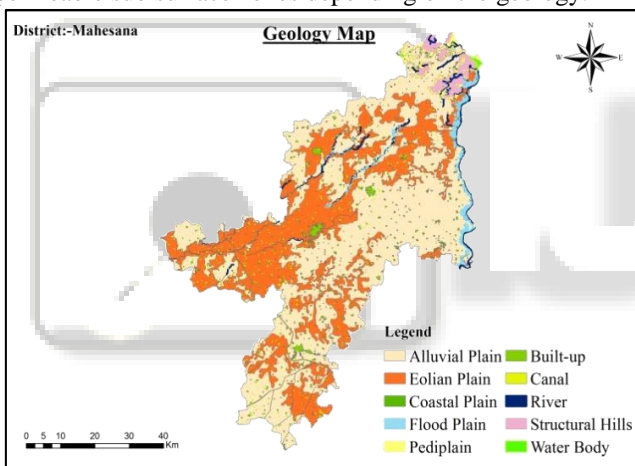 District:-Mahesana
Geology Map
N
W
E
S
Legend
Alluvial Plain
Eolian Plain
Coastal Plain
Flood Plain
Pediplain
Built-up
Canal
River
Structural Hills
Water Body
0 5 10 20 30 40
Km